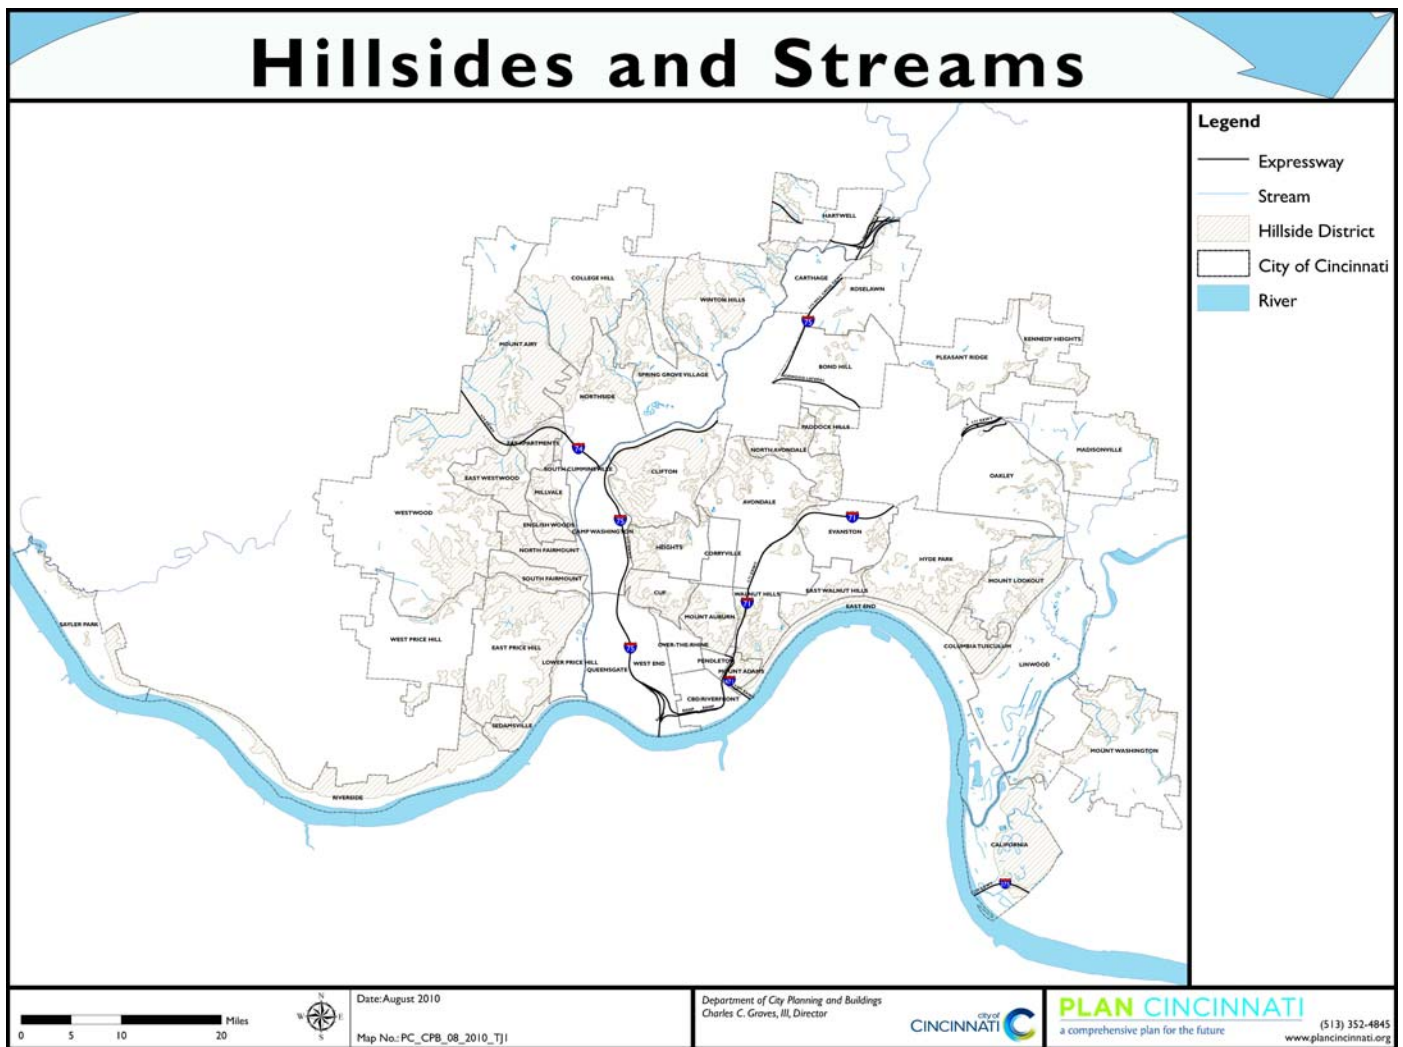 Hillsides and Streams
Legend
Expressway
Stream
Hillside District
City of Cincinnati
River
HARTWELL
COLLEGE HILL
CARTHAGE
ROSELAWN
WINTON HILLS
75
MOUNT AIRY
KENNEDY HEIGHTS
PLEASANT RIDGE
BOND HILL
SPRING GROVE VILLAGE
NORTHSIDE
PADDOCK HILLS
SOUTH CUMMINSVILLE
74
NORTH AVONDALE
MADISONVILLE
CLIFTON
EAST WESTWOOD
OAKLEY
MILLVALE
AVONDALE
WESTWOOD
75
71
ENGLISH WOODS
CAMP WASHINGTON
EVANSTON
NORTH FAIRMOUNT
HEIGHTS
CORRYVILLE
HYDE PARK
SOUTH FAIRMOUNT
MOUNT LOOKOUT
CUF
WALNUT HILLS
EAST WALNUT HILLS
71
EAST END
MOUNT AUBURN
SAYLER PARK
WEST PRICE HILL
EAST PRICE HILL
OVER-THE-RHINE
COLUMBIA TUSCULUM
75
LOWER PRICE HILL
WEST END
PENDLETON
LINWOOD
QUEENSGATE
MOUNT ADAMS
CBD/RIVERFRONT
SEDAMSVILLE
MOUNT WASHINGTON
RIVERSIDE
CALIFORNIA
0 5 10 20 Miles
N
W E
S
Date: August 2010
Map No.: PC_CPB_08_2010_TJ1
Department of City Planning and Buildings
Charles C. Graves, III, Director
city of
CINCINNATI
PLAN CINCINNATI
a comprehensive plan for the future
(513) 352-4845
www.plancincinnati.org